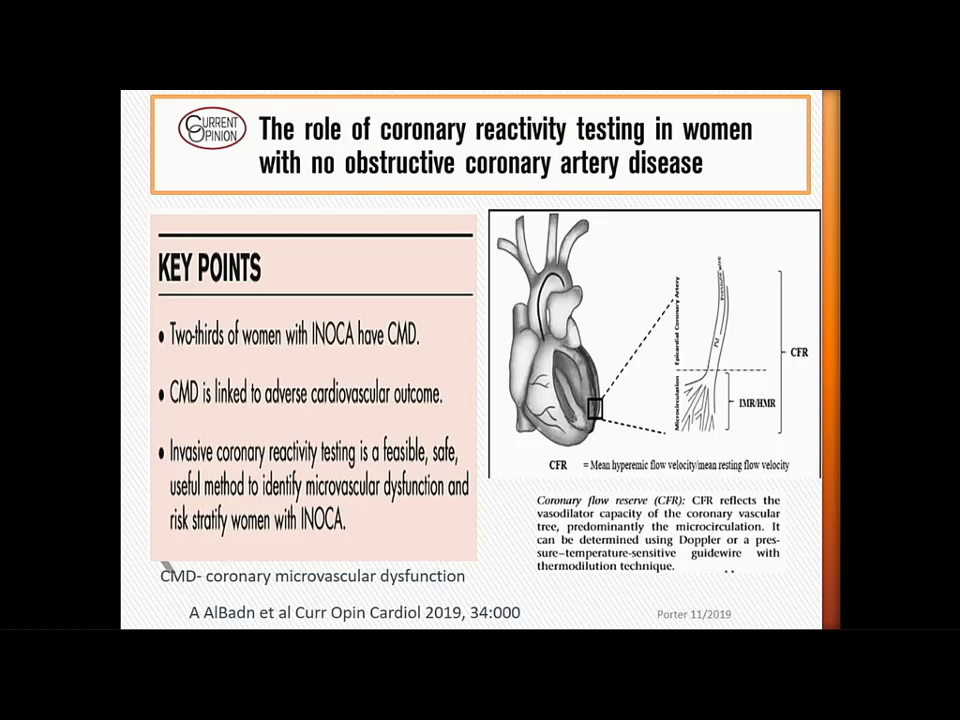 CURRENT
OPINION
The role of coronary reactivity testing in women
with no obstructive coronary artery disease
KEY POINTS
• Two-thirds of women with INOCA have CMD.
• CMD is linked to adverse cardiovascular outcome.
• Invasive coronary reactivity testing is a feasible, safe,
useful method to identify microvascular dysfunction and
risk stratify women with INOCA.
CMD- coronary microvascular dysfunction
A AlBadn et al Curr Opin Cardiol 2019, 34:000
Epicardial Coronary Artery
Microcirculation
Pressure wire
Pd
CFR
IMR/HMR
CFR = Mean hyperemic flow velocity/mean resting flow velocity
Coronary flow reserve (CFR): CFR reflects the
vasodilator capacity of the coronary vascular
tree, predominantly the microcirculation. It
can be determined using Doppler or a pres-
sure–temperature-sensitive guidewire with
thermodilution technique.
Porter 11/2019